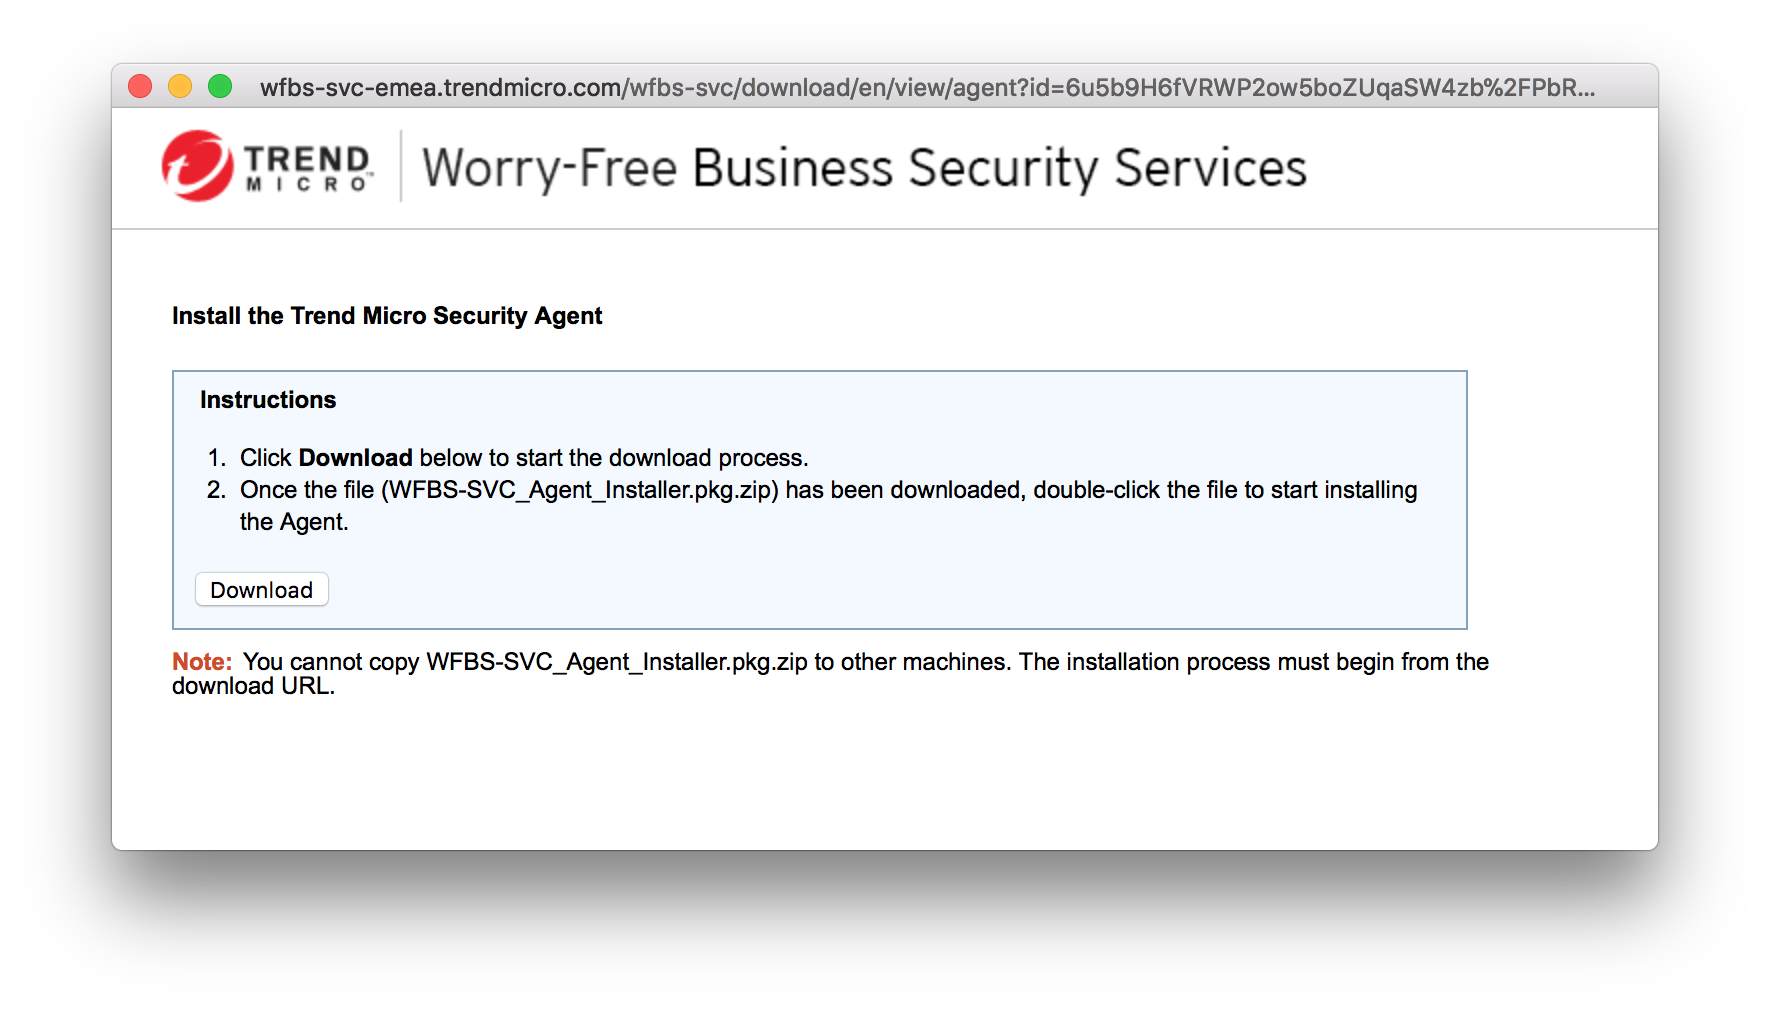 wfbs-svc-emea.trendmicro.com/wfbs-svc/download/en/view/agent?id=6u5b9H6fVRWP2ow5boZUqaSW4zb%2FPbR...
TREND
MICRO™
Worry-Free Business Security Services
Install the Trend Micro Security Agent
Instructions
1. Click Download below to start the download process.
2. Once the file (WFBS-SVC_Agent_Installer.pkg.zip) has been downloaded, double-click the file to start installing
the Agent.
Download
Note: You cannot copy WFBS-SVC_Agent_Installer.pkg.zip to other machines. The installation process must begin from the
download URL.